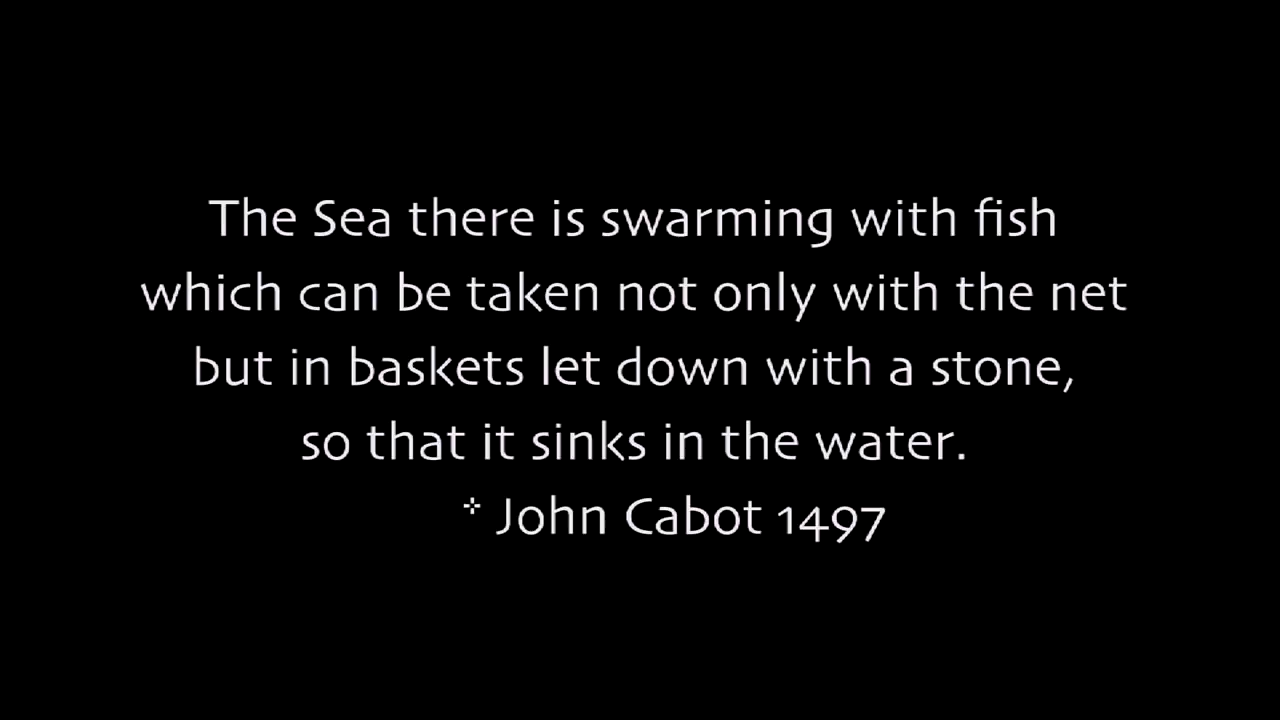 The Sea there is swarming with fish
which can be taken not only with the net
but in baskets let down with a stone,
so that it sinks in the water.
* John Cabot 1497